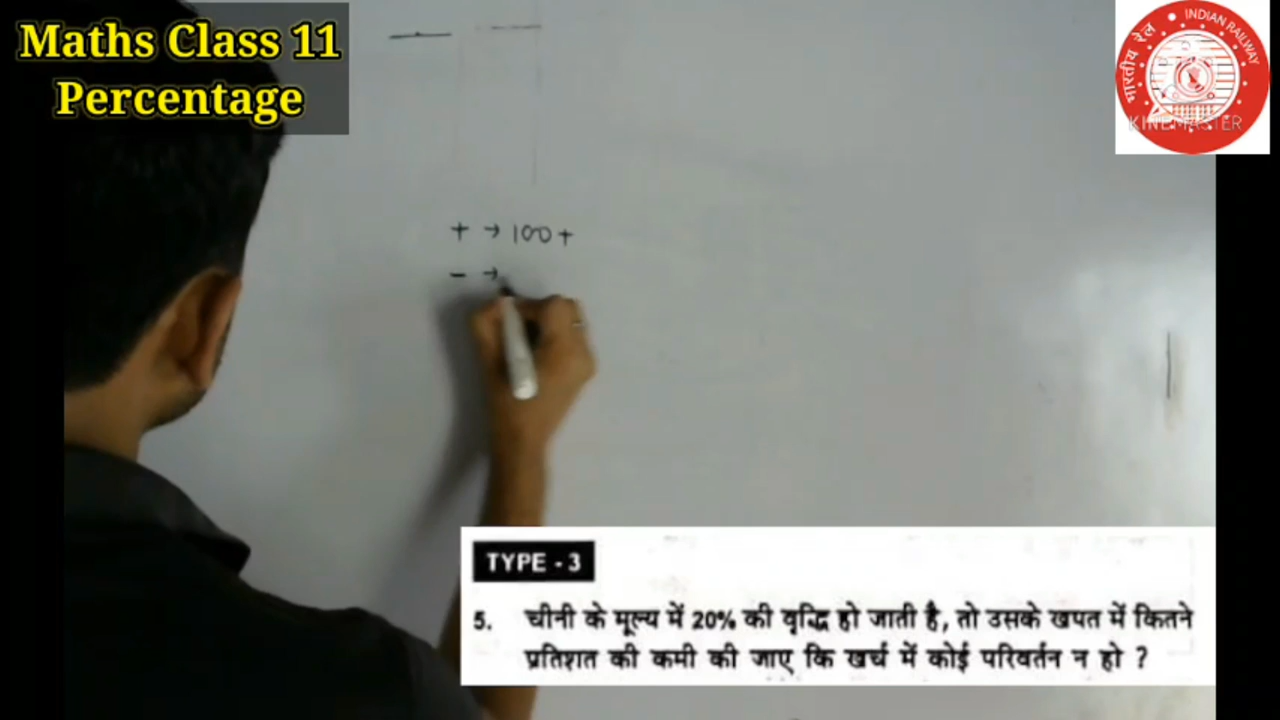 Maths Class 11
Percentage
भारतीय रेल
INDIAN RAILWAY
KINEMASTER
+ → 100 +
- →
TYPE - 3
5. चीनी के मूल्य में 20% की वृद्धि हो जाती है, तो उसके खपत में कितने
प्रतिशत की कमी की जाए कि खर्च में कोई परिवर्तन न हो ?